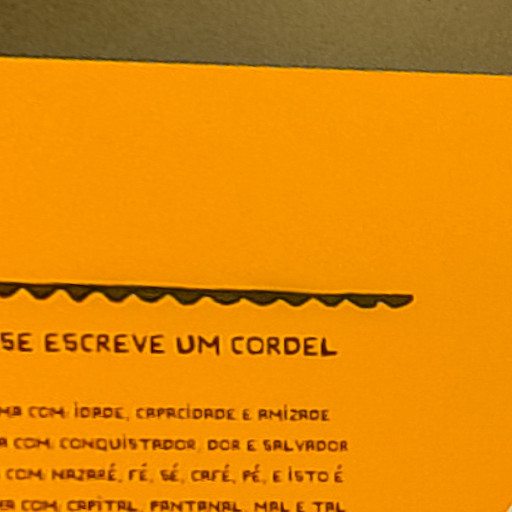 SE ESCREVE UM CORDEL
MA COM: IDADE, CAPACIDADE E AMIZADE
A COM: CONQUISTADOR, DOR E SALVADOR
COM: NAZARÉ, FÉ, SÉ, CAFÉ, PÉ, E ISTO É
COM: CAPITAL, PANTANAL, MAL E TAL